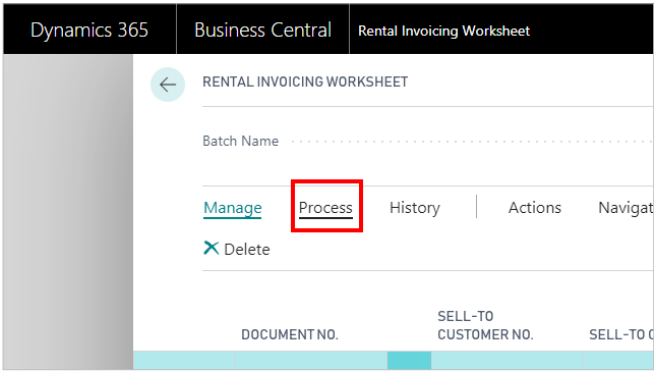 Dynamics 365 Business Central Rental Invoicing Worksheet
RENTAL INVOICING WORKSHEET
Batch Name
Manage Process History Actions Navigat
Delete
DOCUMENT NO. SELL-TO CUSTOMER NO. SELL-TO C